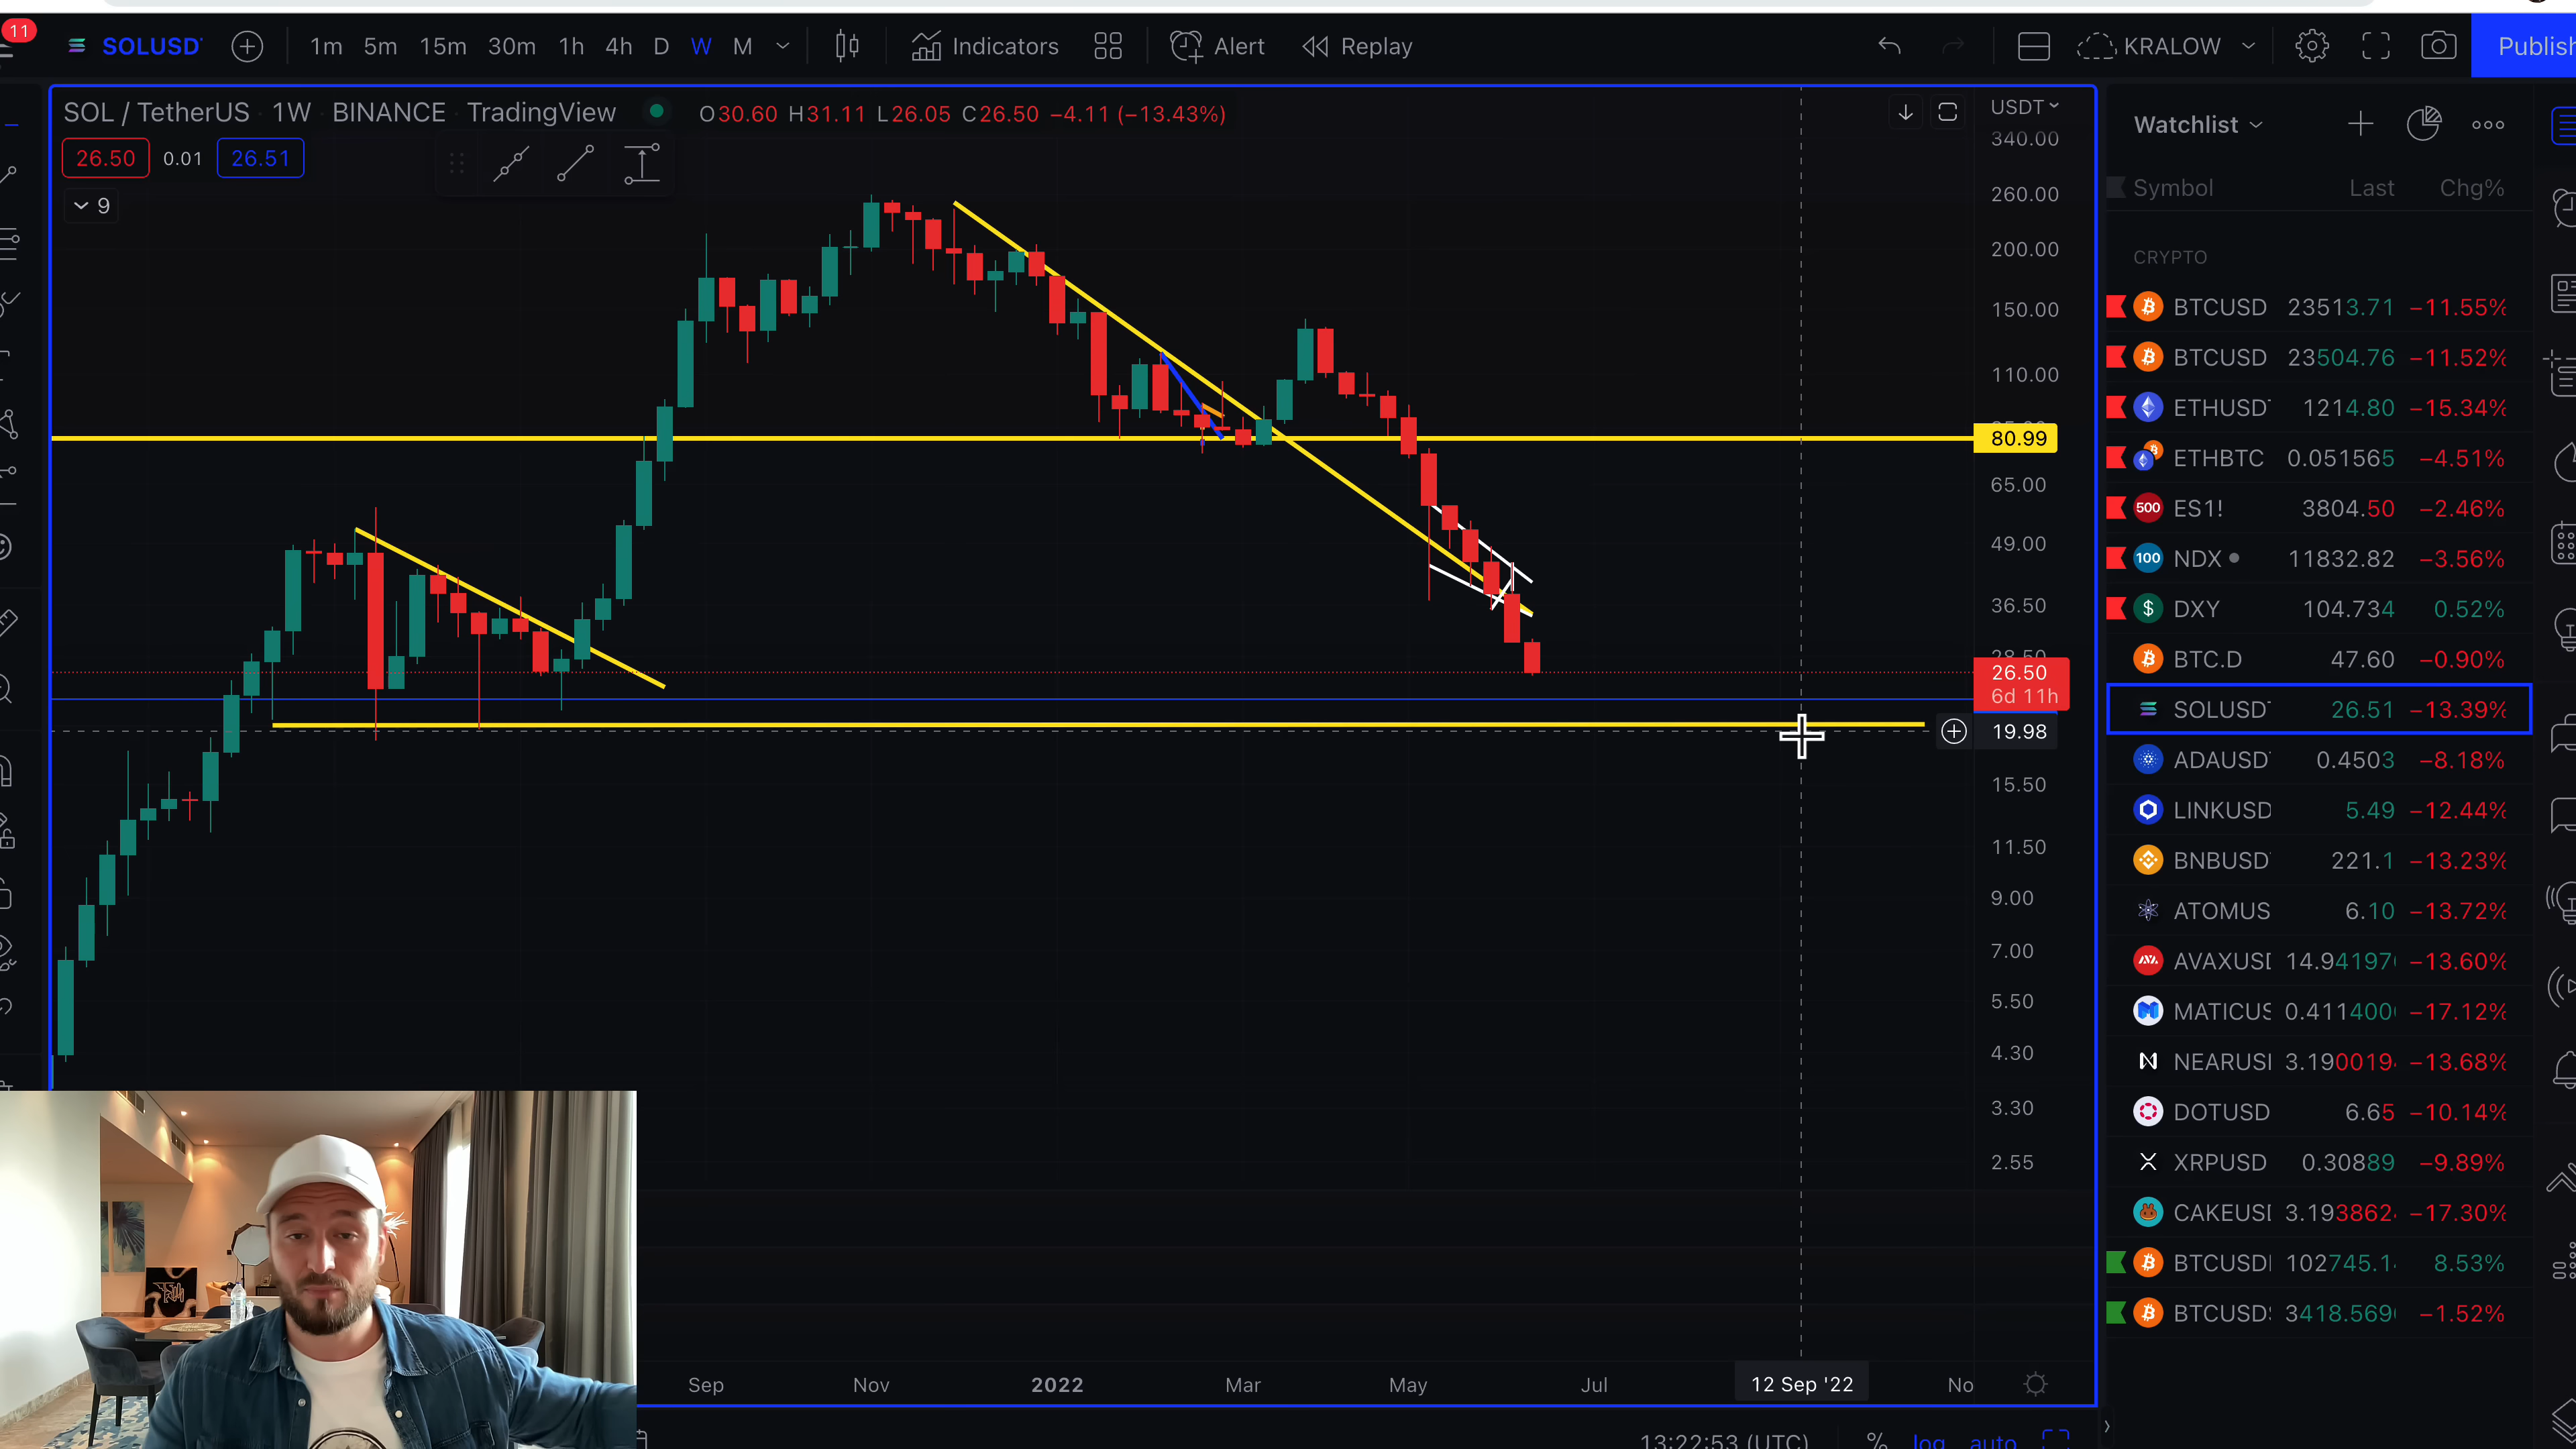 11
SOLUSD
1m 5m 15m 30m 1h 4h D W M Indicators Alert Replay KRALOW Publish
SOL / TetherUS · 1W · BINANCE · TradingView O30.60 H31.11 L26.05 C26.50 −4.11 (−13.43%)
26.50 0.01 26.51
9
USDT
340.00
260.00
200.00
150.00
110.00
80.99
65.00
49.00
36.50
28.50
26.50
6d 11h
19.98
15.50
11.50
9.00
7.00
5.50
4.30
3.30
2.55
Sep Nov 2022 Mar May Jul 12 Sep '22 No
13:22:53 (UTC) % log auto
Watchlist
Symbol Last Chg%
CRYPTO
BTCUSD 23513.71 −11.55%
BTCUSD 23504.76 −11.52%
ETHUSD 1214.80 −15.34%
ETHBTC 0.051565 −4.51%
500 ES1! 3804.50 −2.46%
100 NDX 11832.82 −3.56%
$ DXY 104.734 0.52%
BTC.D 47.60 −0.90%
SOLUSD 26.51 −13.39%
ADAUSD 0.4503 −8.18%
LINKUSD 5.49 −12.44%
BNBUSD 221.1 −13.23%
ATOMUS 6.10 −13.72%
AVAXUSD 14.94197 −13.60%
MATICUS 0.411400 −17.12%
NEARUSI 3.190019 −13.68%
DOTUSD 6.65 −10.14%
XRPUSD 0.30889 −9.89%
CAKEUSI 3.193862 −17.30%
BTCUSD 102745.1 8.53%
BTCUSD 3418.569 −1.52%